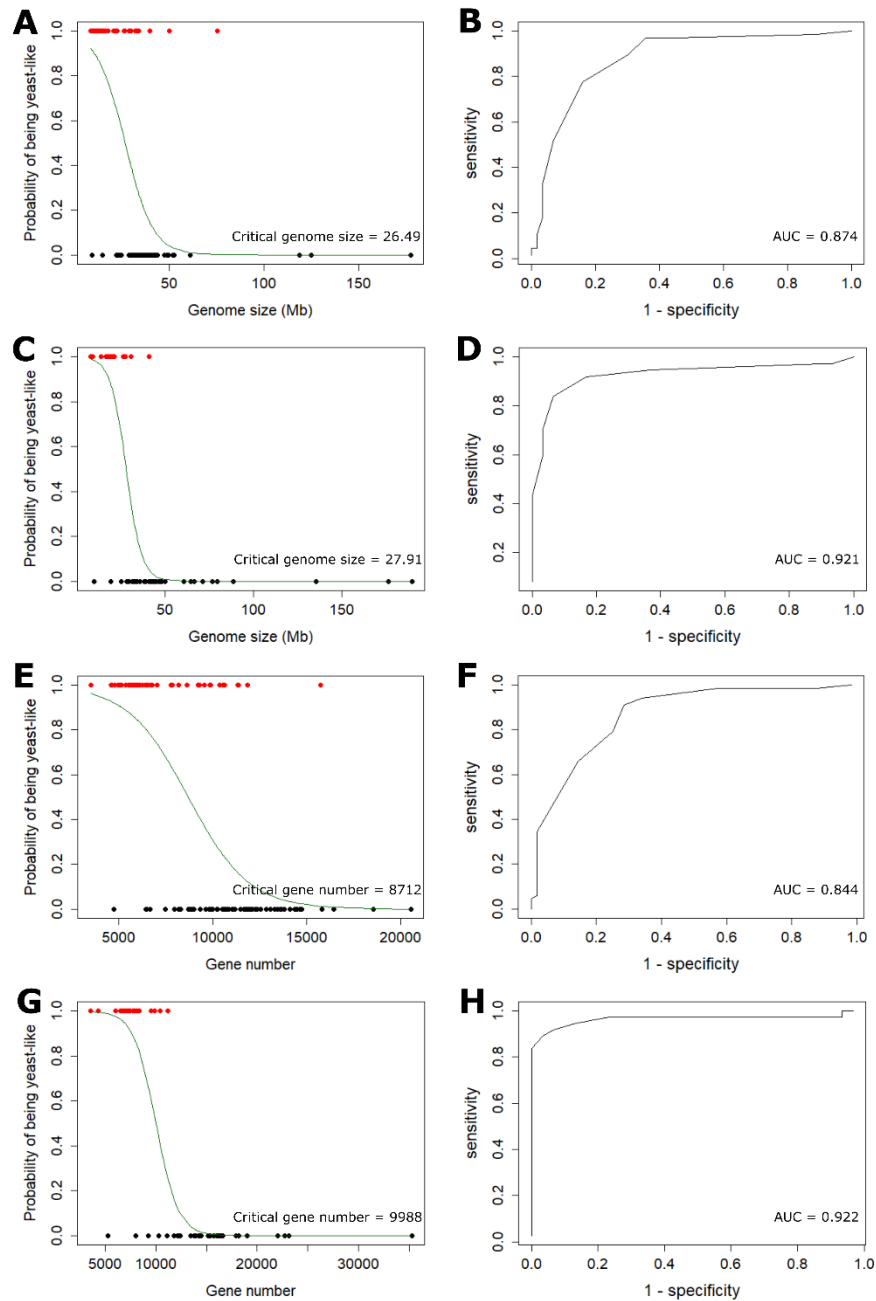 A
Probability of being yeast-like
1.0
0.8
0.6
0.4
0.2
0.0
Critical genome size = 26.49
50
100
150
Genome size (Mb)
B
sensitivity
1.0
0.8
0.6
0.4
0.2
0.0
AUC = 0.874
0.0
0.2
0.4
0.6
0.8
1.0
1 - specificity
C
Probability of being yeast-like
1.0
0.8
0.6
0.4
0.2
0.0
Critical genome size = 27.91
50
100
150
Genome size (Mb)
D
sensitivity
1.0
0.8
0.6
0.4
0.2
AUC = 0.921
0.0
0.2
0.4
0.6
0.8
1.0
1 - specificity
E
Probability of being yeast-like
1.0
0.8
0.6
0.4
0.2
0.0
Critical gene number = 8712
5000
10000
15000
20000
Gene number
F
sensitivity
1.0
0.8
0.6
0.4
0.2
0.0
AUC = 0.844
0.0
0.2
0.4
0.6
0.8
1.0
1 - specificity
G
Probability of being yeast-like
1.0
0.8
0.6
0.4
0.2
0.0
Critical gene number = 9988
5000
10000
20000
30000
Gene number
H
sensitivity
1.0
0.8
0.6
0.4
0.2
0.0
AUC = 0.922
0.0
0.2
0.4
0.6
0.8
1.0
1 - specificity